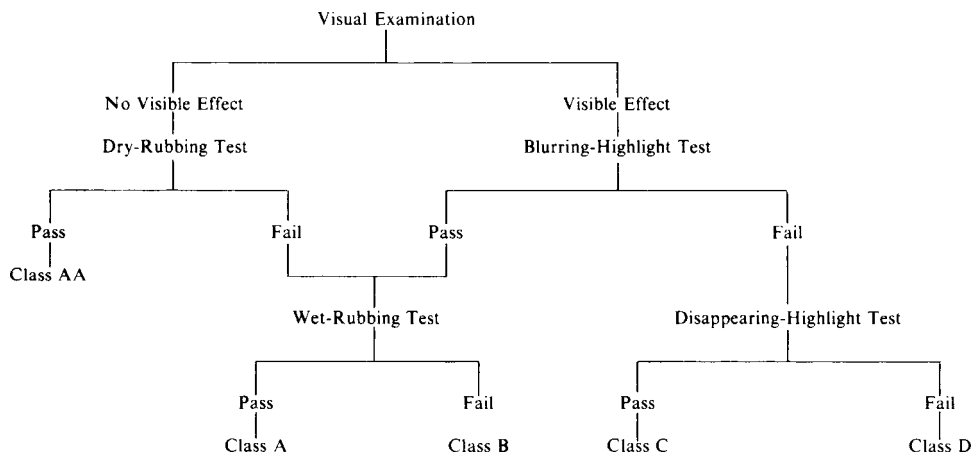 Visual Examination
No Visible Effect
Visible Effect
Dry-Rubbing Test
Blurring-Highlight Test
Pass
Fail
Pass
Fail
Class AA
Wet-Rubbing Test
Disappearing-Highlight Test
Pass
Fail
Pass
Fail
Class A
Class B
Class C
Class D